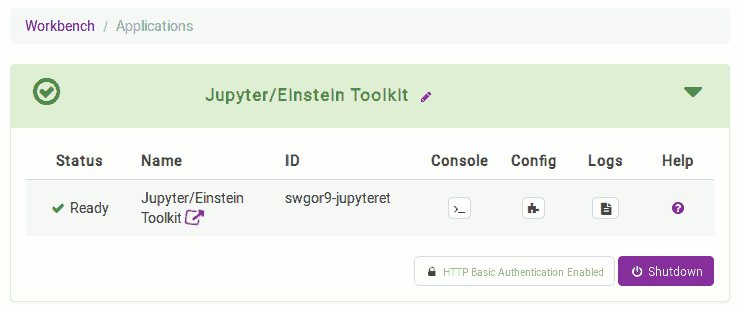 Workbench / Applications
Jupyter/Einstein Toolkit
Status Name ID Console Config Logs Help
Ready Jupyter/Einstein Toolkit swgor9-jupyteret >_ ?
HTTP Basic Authentication Enabled Shutdown